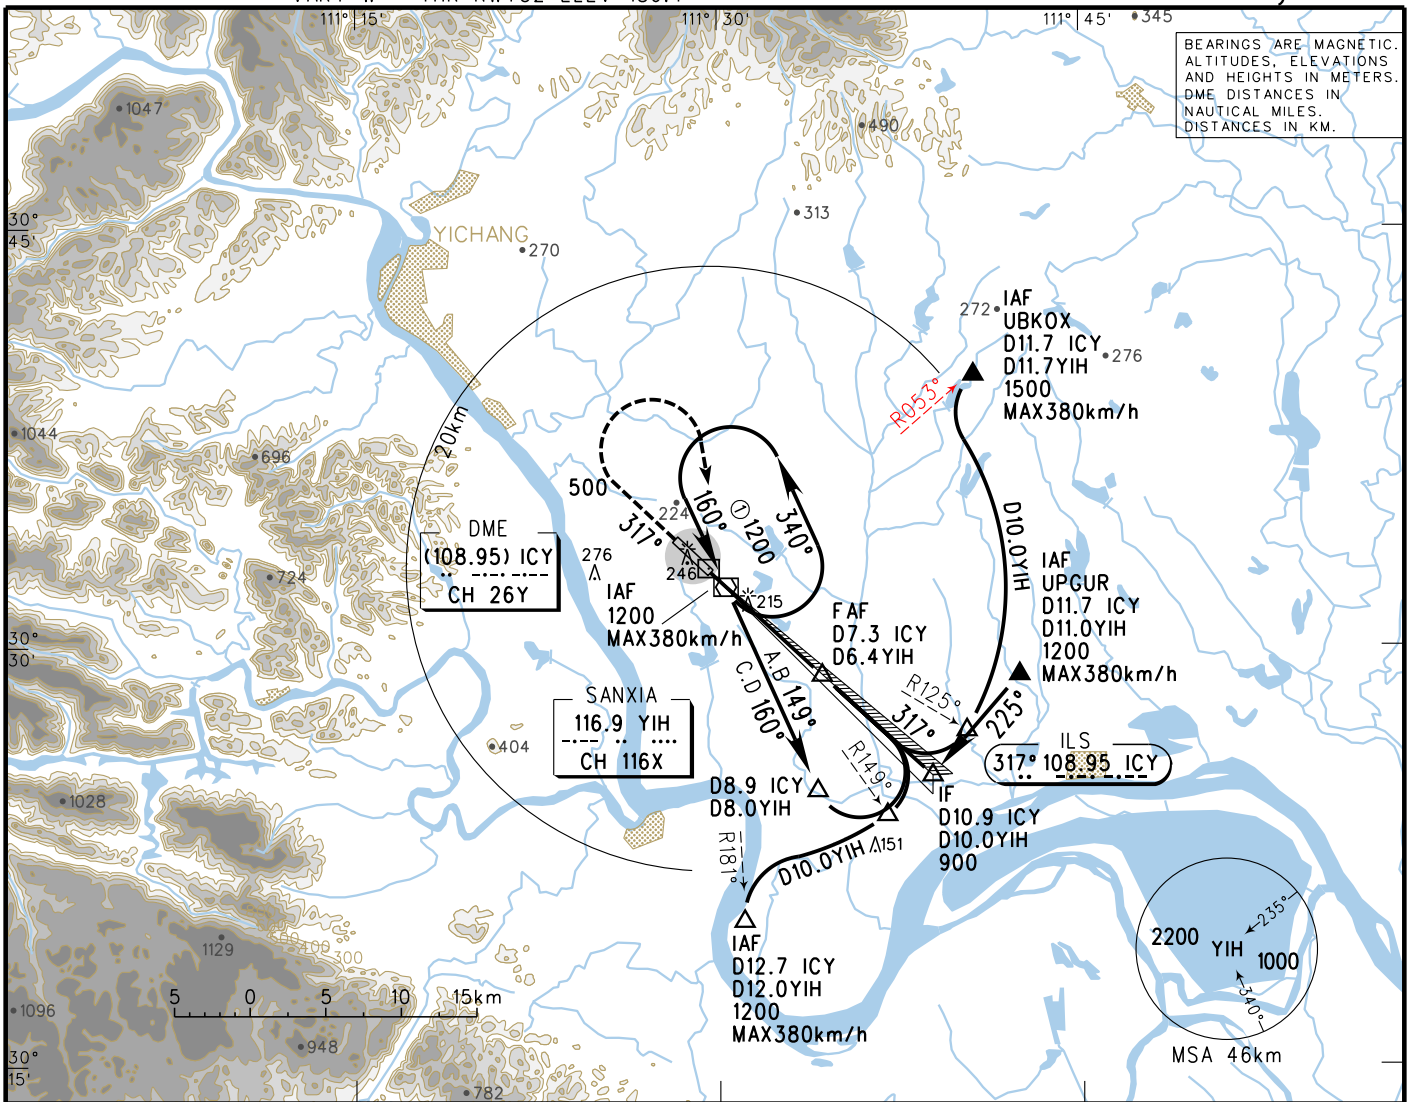 111° 15'
111° 30'
111° 45'
345
BEARINGS ARE MAGNETIC.
ALTITUDES, ELEVATIONS
AND HEIGHTS IN METERS.
DME DISTANCES IN
NAUTICAL MILES.
DISTANCES IN KM.
1047
490
313
30°
45'
YICHANG
270
272
IAF
UBKOX
D11.7 ICY
D11.7YIH
1500
MAX380km/h
276
R053°
20km
1044
696
500
317°
224
160°
① 1200
340°
D10.0YIH
DME
(108.95) ICY
CH 26Y
724
276
246
215
IAF
1200
MAX380km/h
IAF
UPGUR
D11.7 ICY
D11.0YIH
1200
MAX380km/h
FAF
D7.3 ICY
D6.4YIH
30°
30'
A.B 149°
C.D 160°
R125°
317°
225°
SANXIA
116.9 YIH
CH 116X
404
R149°
ILS
317° 108.95 ICY
D8.9 ICY
D8.0YIH
IF
D10.9 ICY
D10.0YIH
900
1028
R181°
D10.0YIH
151
1129
400
300
IAF
D12.7 ICY
D12.0YIH
1200
MAX380km/h
2200
YIH
1000
235°
340°
MSA 46km
5 0 5 10 15km
1096
948
782
30°
15'